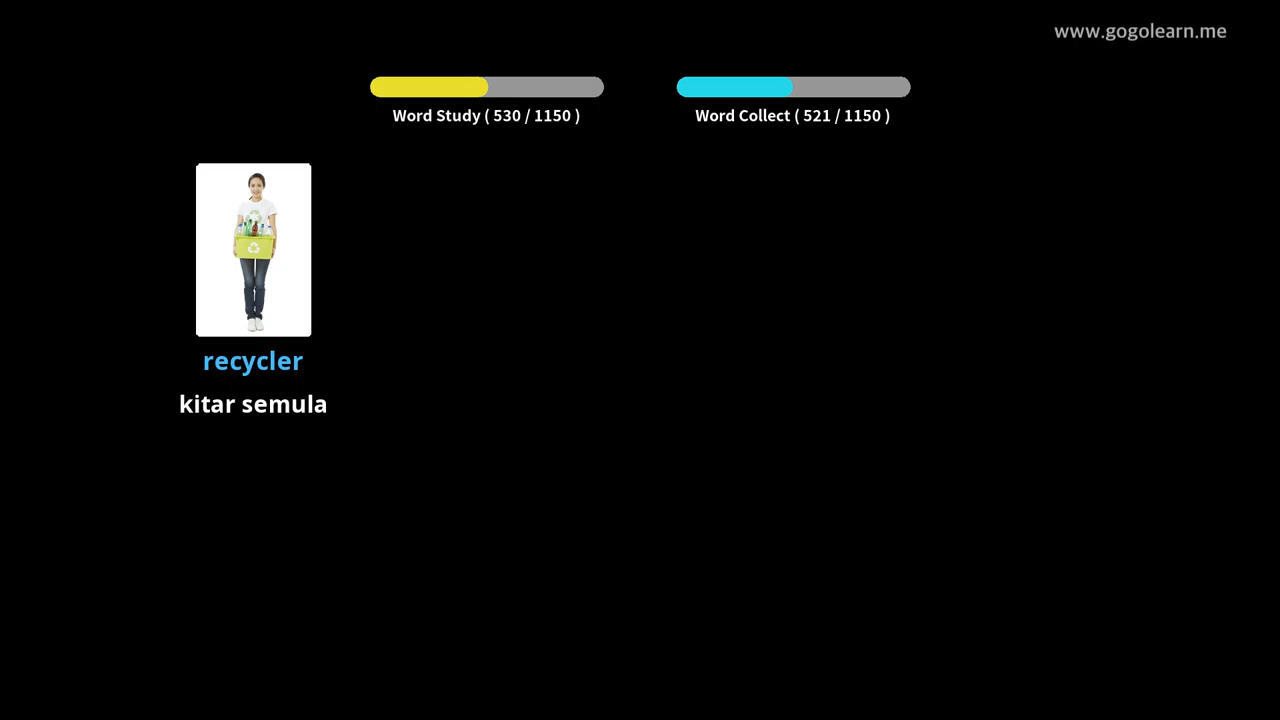 www.gogolearn.me
Word Study ( 530 / 1150 )
Word Collect ( 521 / 1150 )
recycler
kitar semula